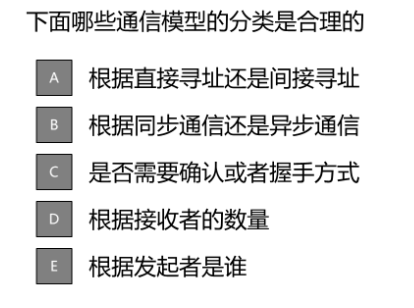 下面哪些通信模型的分类是合理的
A 根据直接寻址还是间接寻址
B 根据同步通信还是异步通信
C 是否需要确认或者握手方式
D 根据接收者的数量
E 根据发起者是谁